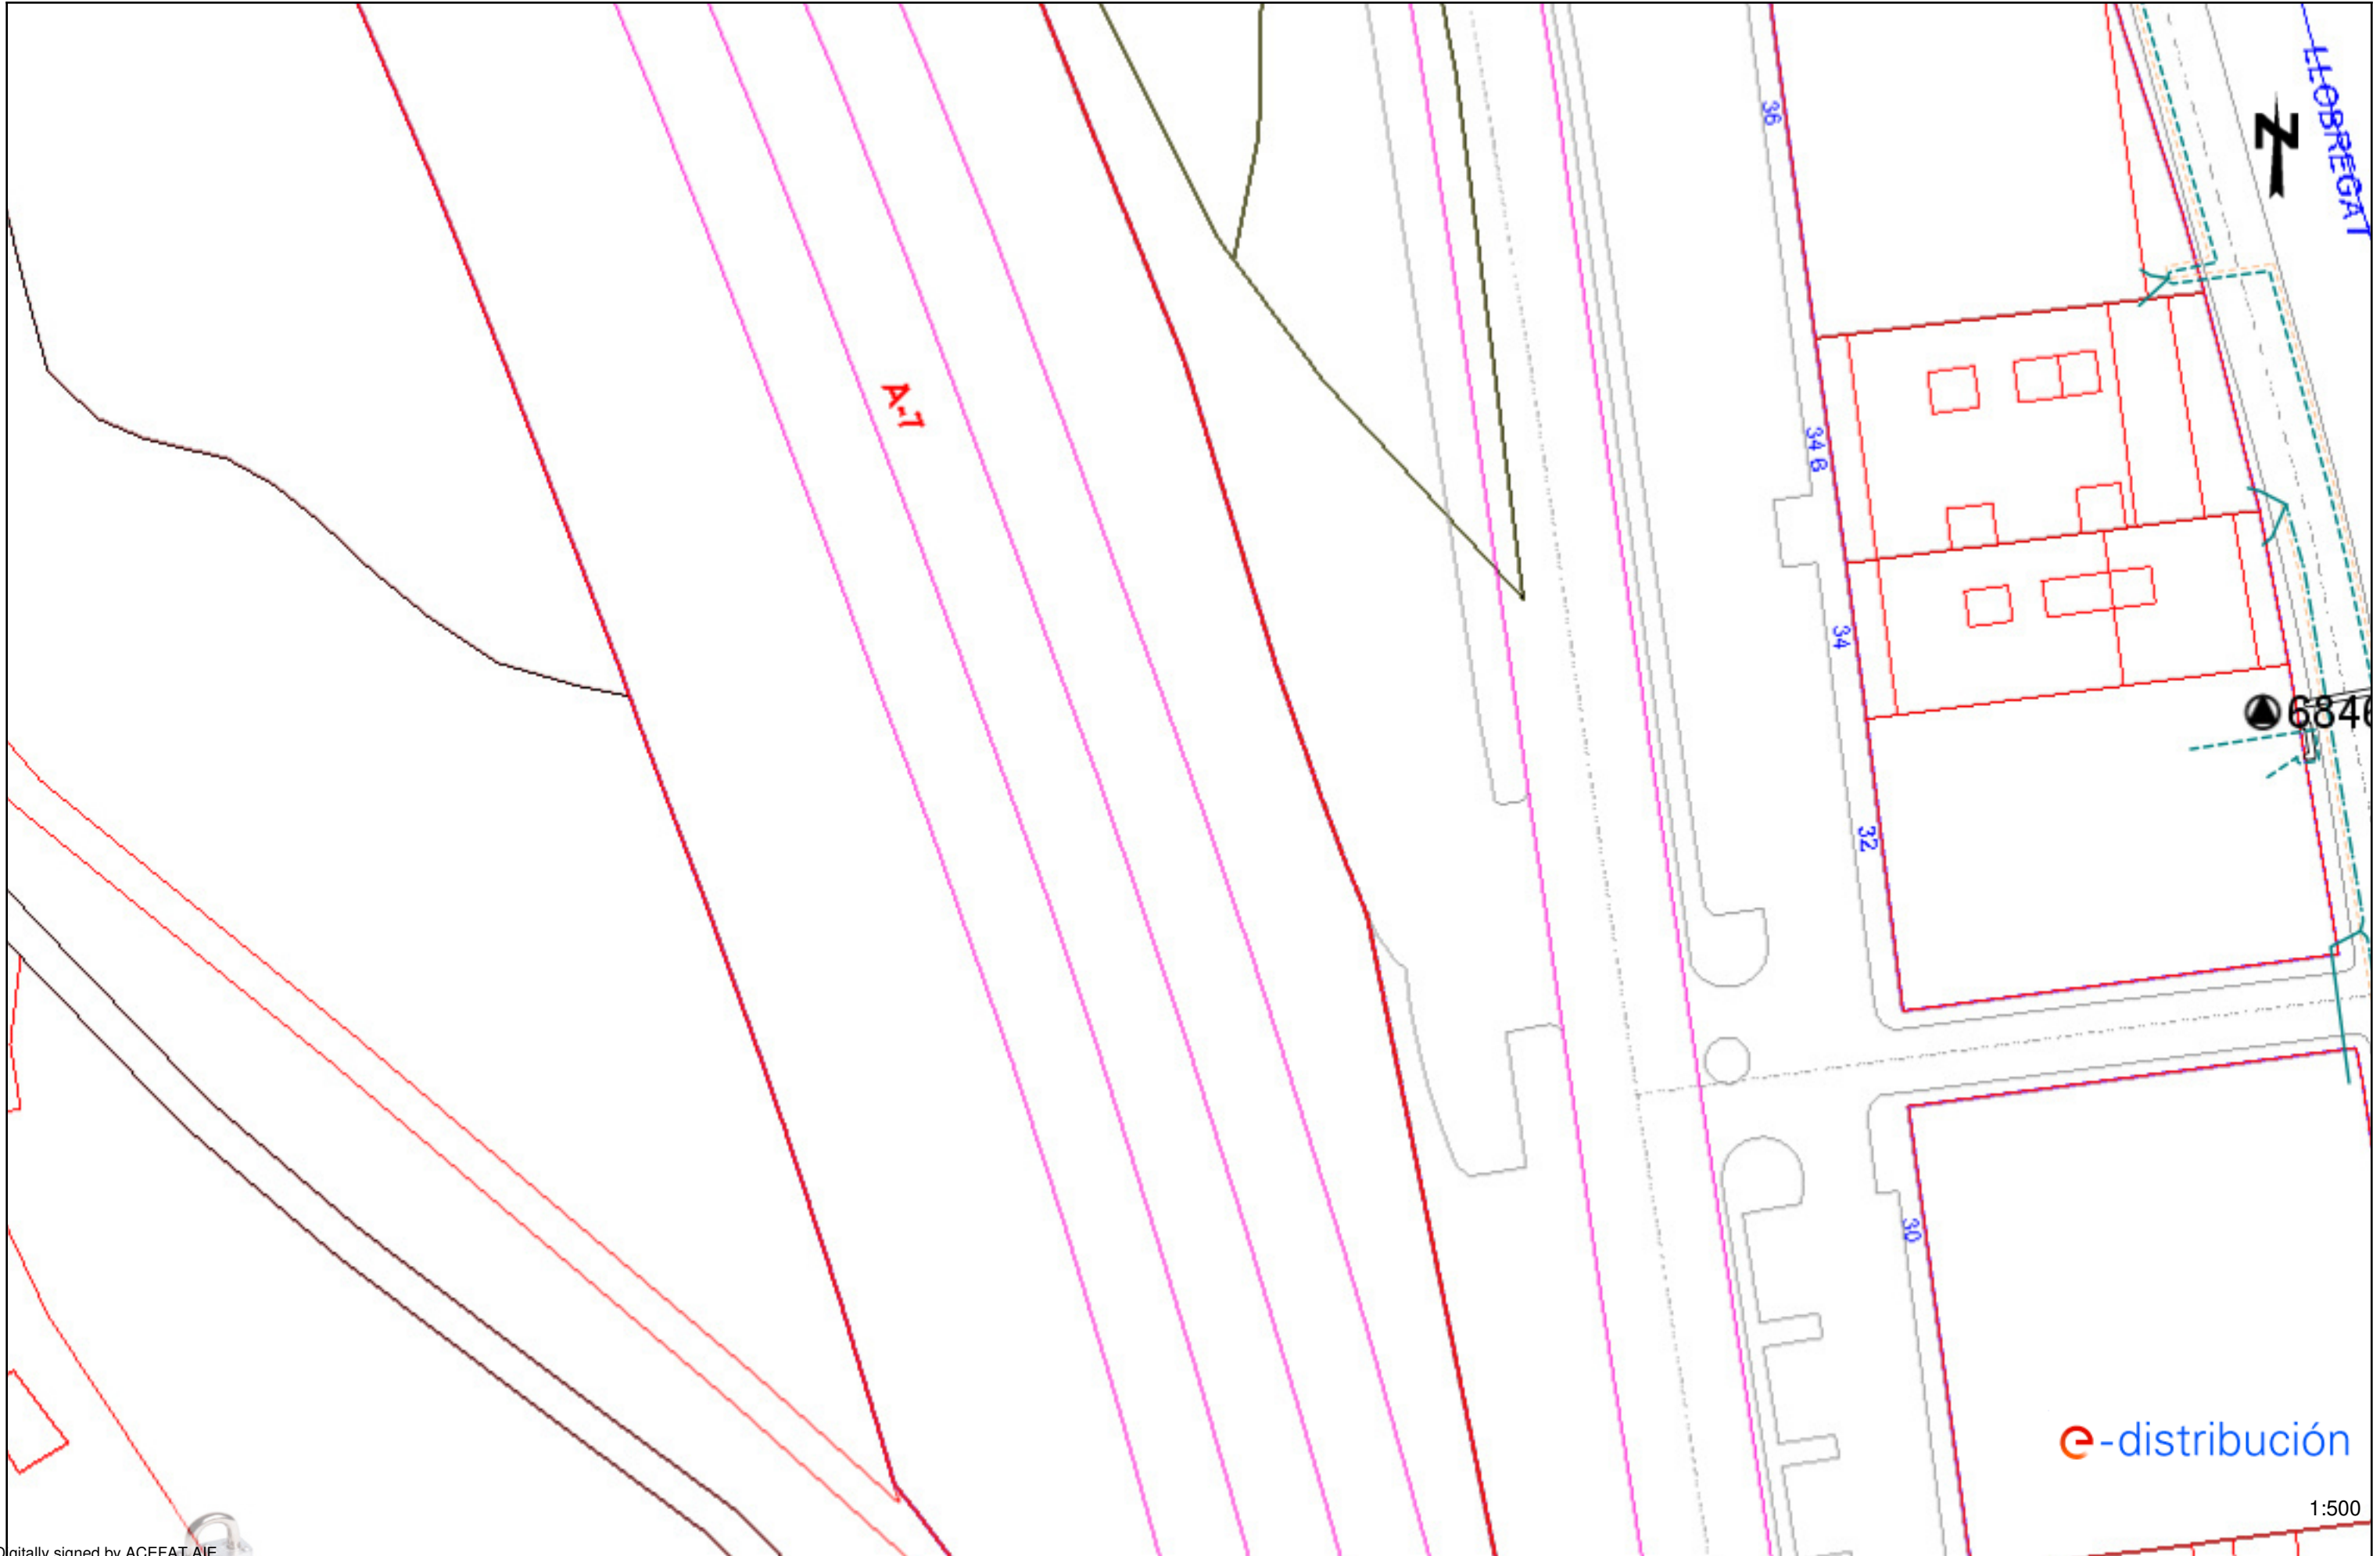 LLOBREGAT
36
N
A-7
34 B
34
6846
32
30
e-distribución
1:500
Digitally signed by ACEFAT AIE